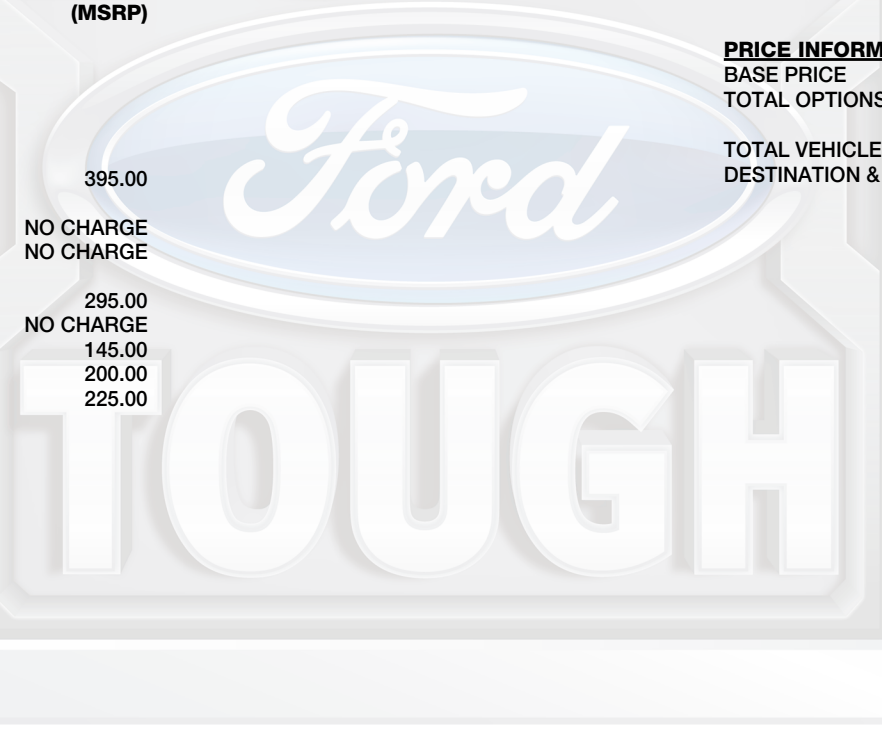 (MSRP)
395.00
NO CHARGE
NO CHARGE
295.00
NO CHARGE
145.00
200.00
225.00
PRICE INFORM
BASE PRICE
TOTAL OPTIONS
TOTAL VEHICLE
DESTINATION &
Ford
TOUGH